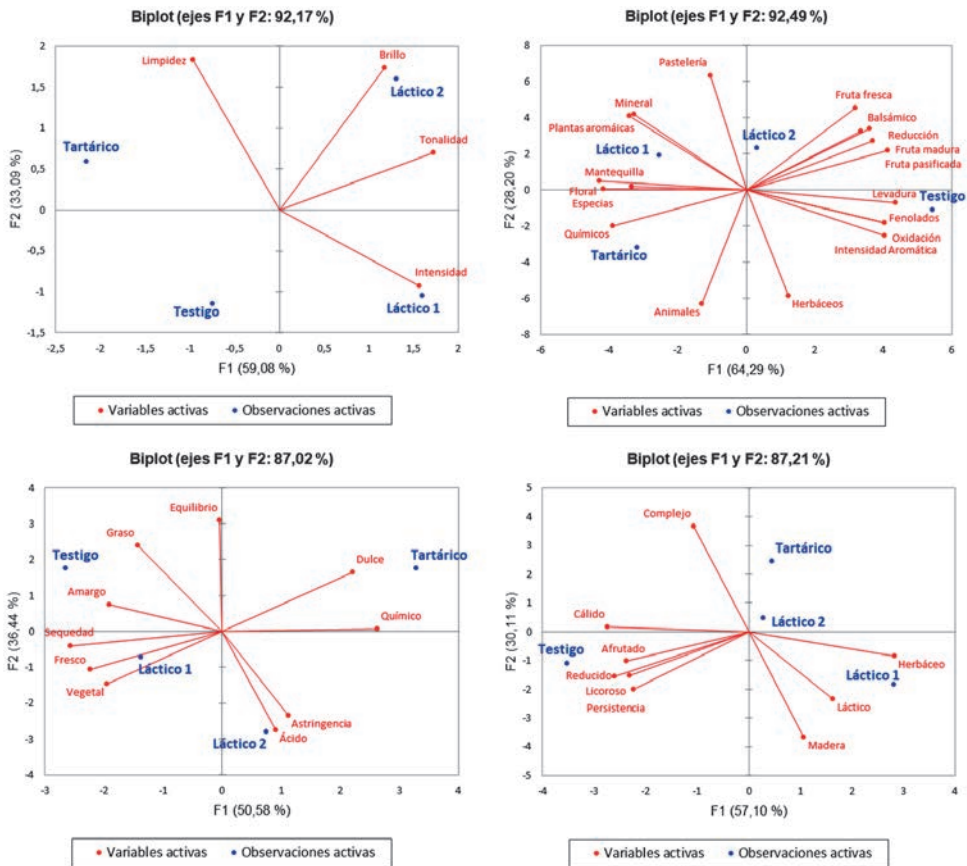 Biplot (ejes F1 y F2: 92,17 %)
F2 (33,09 %)
2
1,5
1
0,5
0
-0,5
-1
-1,5
Limpidez
Brillo
Láctico 2
Tonalidad
Tartárico
Intensidad
Láctico 1
Testigo
-2,5 -2 -1,5 -1 -0,5 0 0,5 1 1,5 2
F1 (59,08 %)
Variables activas Observaciones activas
Biplot (ejes F1 y F2: 92,49 %)
F2 (28,20 %)
8
6
4
2
0
-2
-4
-6
-8
Pastelería
Mineral
Plantas aromáicas
Láctico 1
Láctico 2
Fruta fresca
Balsámico
Reducción
Fruta madura
Fruta pasificada
Mantequilla
Floral
Especias
Levadura
Testigo
Fenolados
Oxidación
Intensidad Aromática
Químicos
Tartárico
Animales
Herbáceos
-6 -4 -2 0 2 4 6
F1 (64,29 %)
Variables activas Observaciones activas
Biplot (ejes F1 y F2: 87,02 %)
F2 (36,44 %)
4
3
2
1
0
-1
-2
-3
-4
Equilibrio
Graso
Testigo
Dulce
Tartárico
Amargo
Químico
Sequedad
Fresco
Láctico 1
Vegetal
Astringencia
Ácido
Láctico 2
-4 -3 -2 -1 0 1 2 3 4
F1 (50,58 %)
Variables activas Observaciones activas
Biplot (ejes F1 y F2: 87,21 %)
F2 (30,11 %)
5
4
3
2
1
0
-1
-2
-3
-4
-5
Complejo
Tartárico
Cálido
Láctico 2
Testigo
Afrutado
Reducido
Licoroso
Persistencia
Herbáceo
Láctico 1
Láctico
Madera
-4 -3 -2 -1 0 1 2 3 4
F1 (57,10 %)
Variables activas Observaciones activas